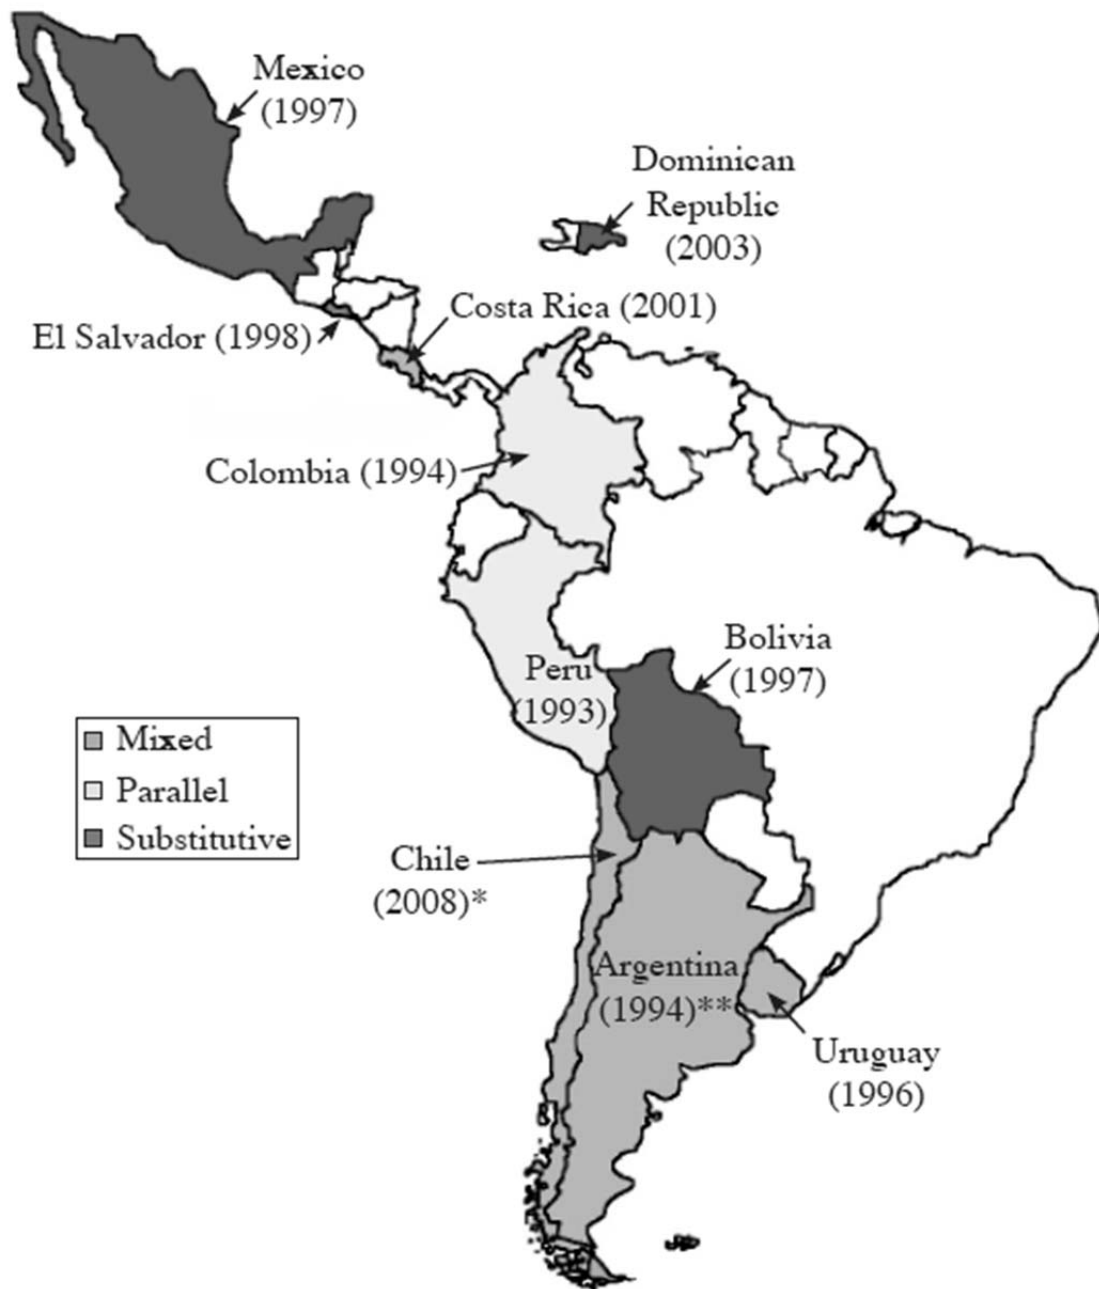 Mexico
(1997)
Dominican
Republic
(2003)
Costa Rica (2001)
El Salvador (1998)
Colombia (1994)
Bolivia
(1997)
Peru
(1993)
Mixed
Parallel
Substitutive
Chile
(2008)*
Argentina
(1994)**
Uruguay
(1996)